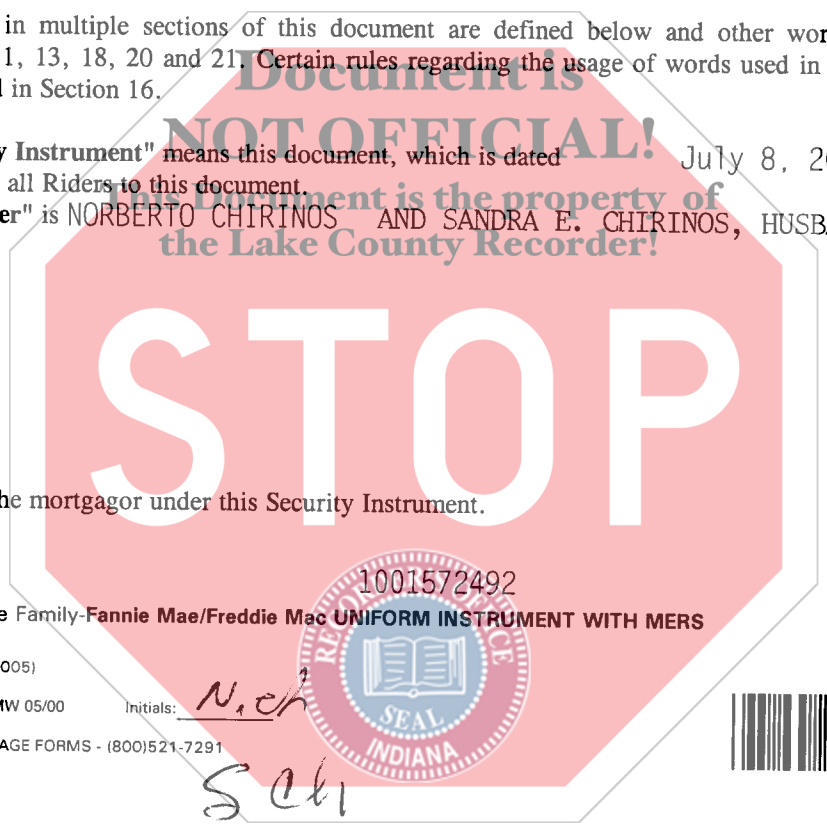 in multiple sections of this document are defined below and other wor
1, 13, 18, 20 and 21. Certain rules regarding the usage of words used in
in Section 16.
Document is
NOT OFFICIAL!
y Instrument" means this document, which is dated July 8, 20
all Riders to this document.
This Document is the property of
er" is NORBERTO CHIRINOS AND SANDRA E. CHIRINOS, HUSBA
the Lake County Recorder!
STOP
he mortgagor under this Security Instrument.
1001572492
e Family-Fannie Mae/Freddie Mac UNIFORM INSTRUMENT WITH MERS
005)
MW 05/00 Initials: N. Ch
SEAL
INDIANA
AGE FORMS - (800)521-7291
S Ch